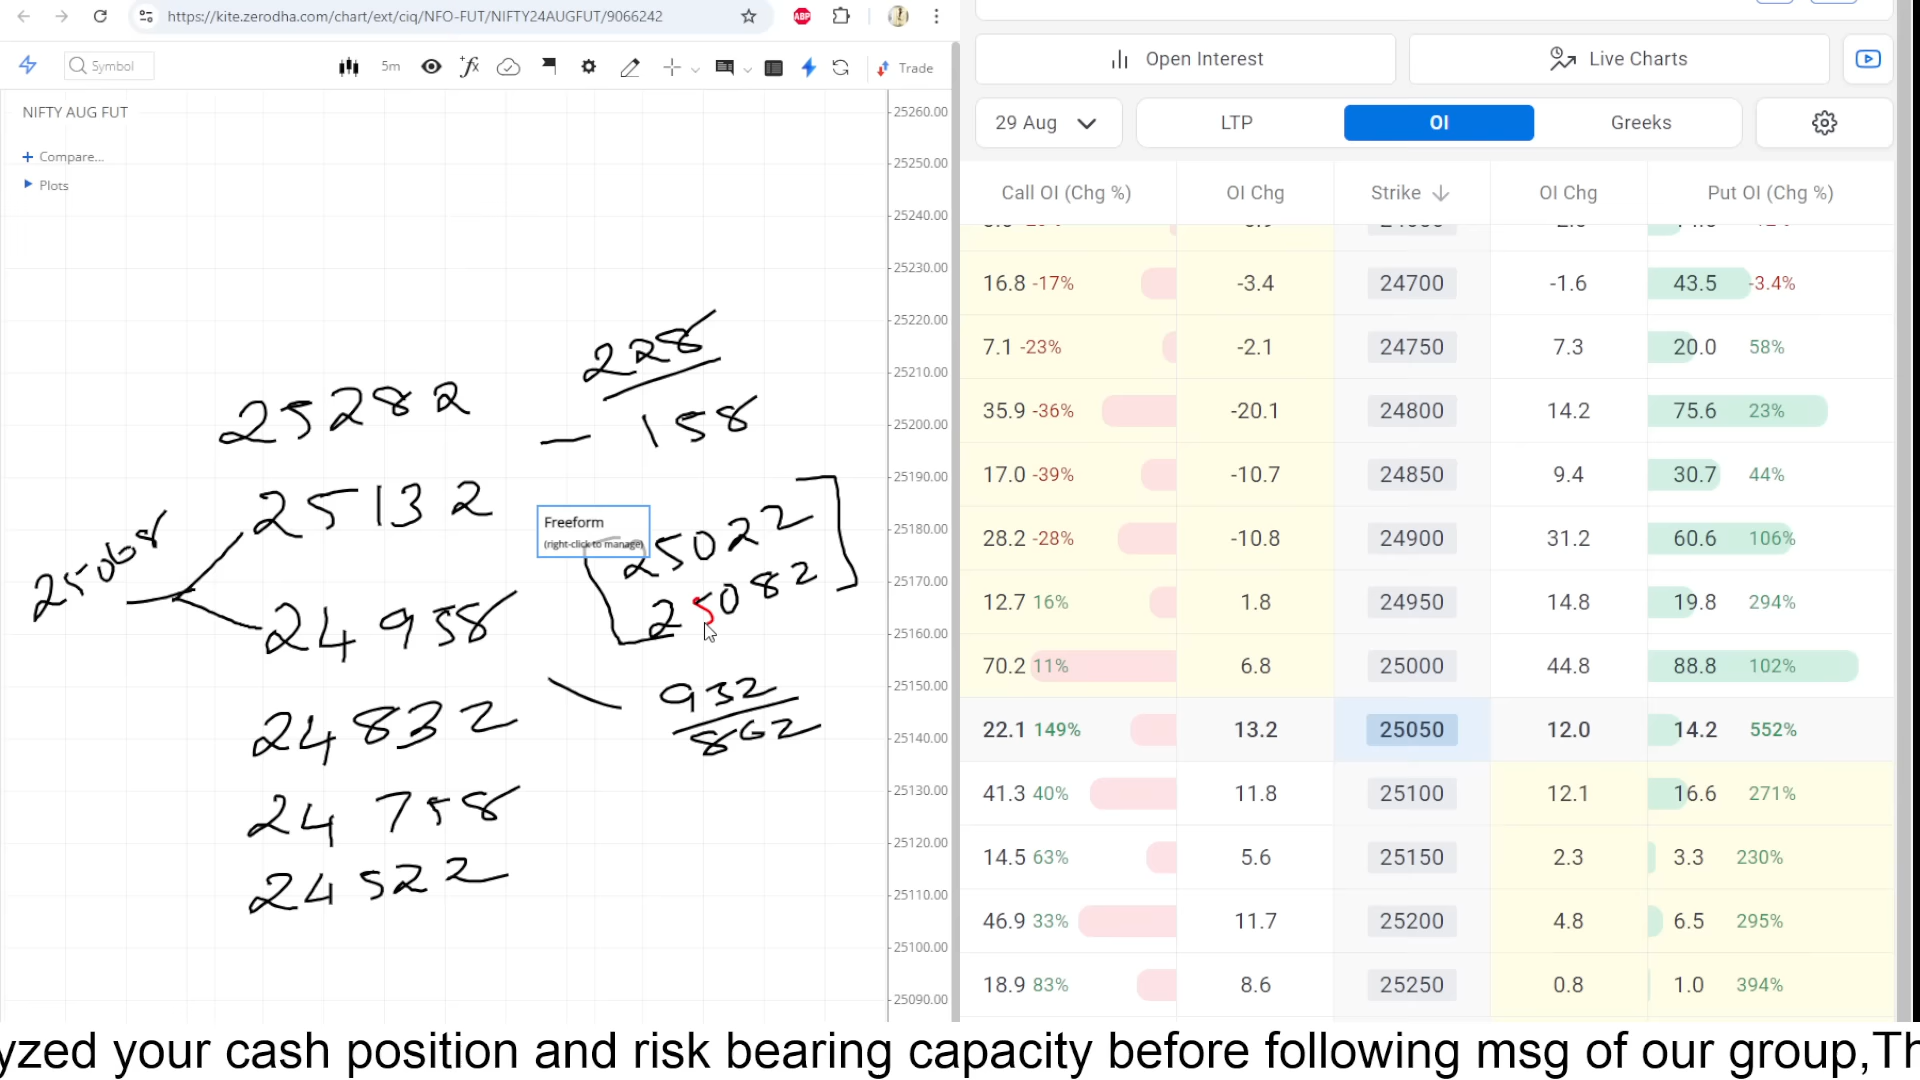 https://kite.zerodha.com/chart/ext/ciq/NFO-FUT/NIFTY24AUGFUT/9066242
ABP
Symbol
5m
Trade
NIFTY AUG FUT
Compare...
Plots
25260.00
25250.00
25240.00
25230.00
25220.00
25210.00
25200.00
25190.00
25180.00
25170.00
25160.00
25150.00
25140.00
25130.00
25120.00
25110.00
25100.00
25090.00
228
25282 — 158
25132
Freeform
(right-click to manage)
25022
25068
25082
24958
932
862
24832
24758
24522
Open Interest
Live Charts
29 Aug
LTP
OI
Greeks
Call OI (Chg %) OI Chg Strike ↓ OI Chg Put OI (Chg %)
16.8 -17% -3.4 24700 -1.6 43.5 -3.4%
7.1 -23% -2.1 24750 7.3 20.0 58%
35.9 -36% -20.1 24800 14.2 75.6 23%
17.0 -39% -10.7 24850 9.4 30.7 44%
28.2 -28% -10.8 24900 31.2 60.6 106%
12.7 16% 1.8 24950 14.8 19.8 294%
70.2 11% 6.8 25000 44.8 88.8 102%
22.1 149% 13.2 25050 12.0 14.2 552%
41.3 40% 11.8 25100 12.1 16.6 271%
14.5 63% 5.6 25150 2.3 3.3 230%
46.9 33% 11.7 25200 4.8 6.5 295%
18.9 83% 8.6 25250 0.8 1.0 394%
yzed your cash position and risk bearing capacity before following msg of our group,Th